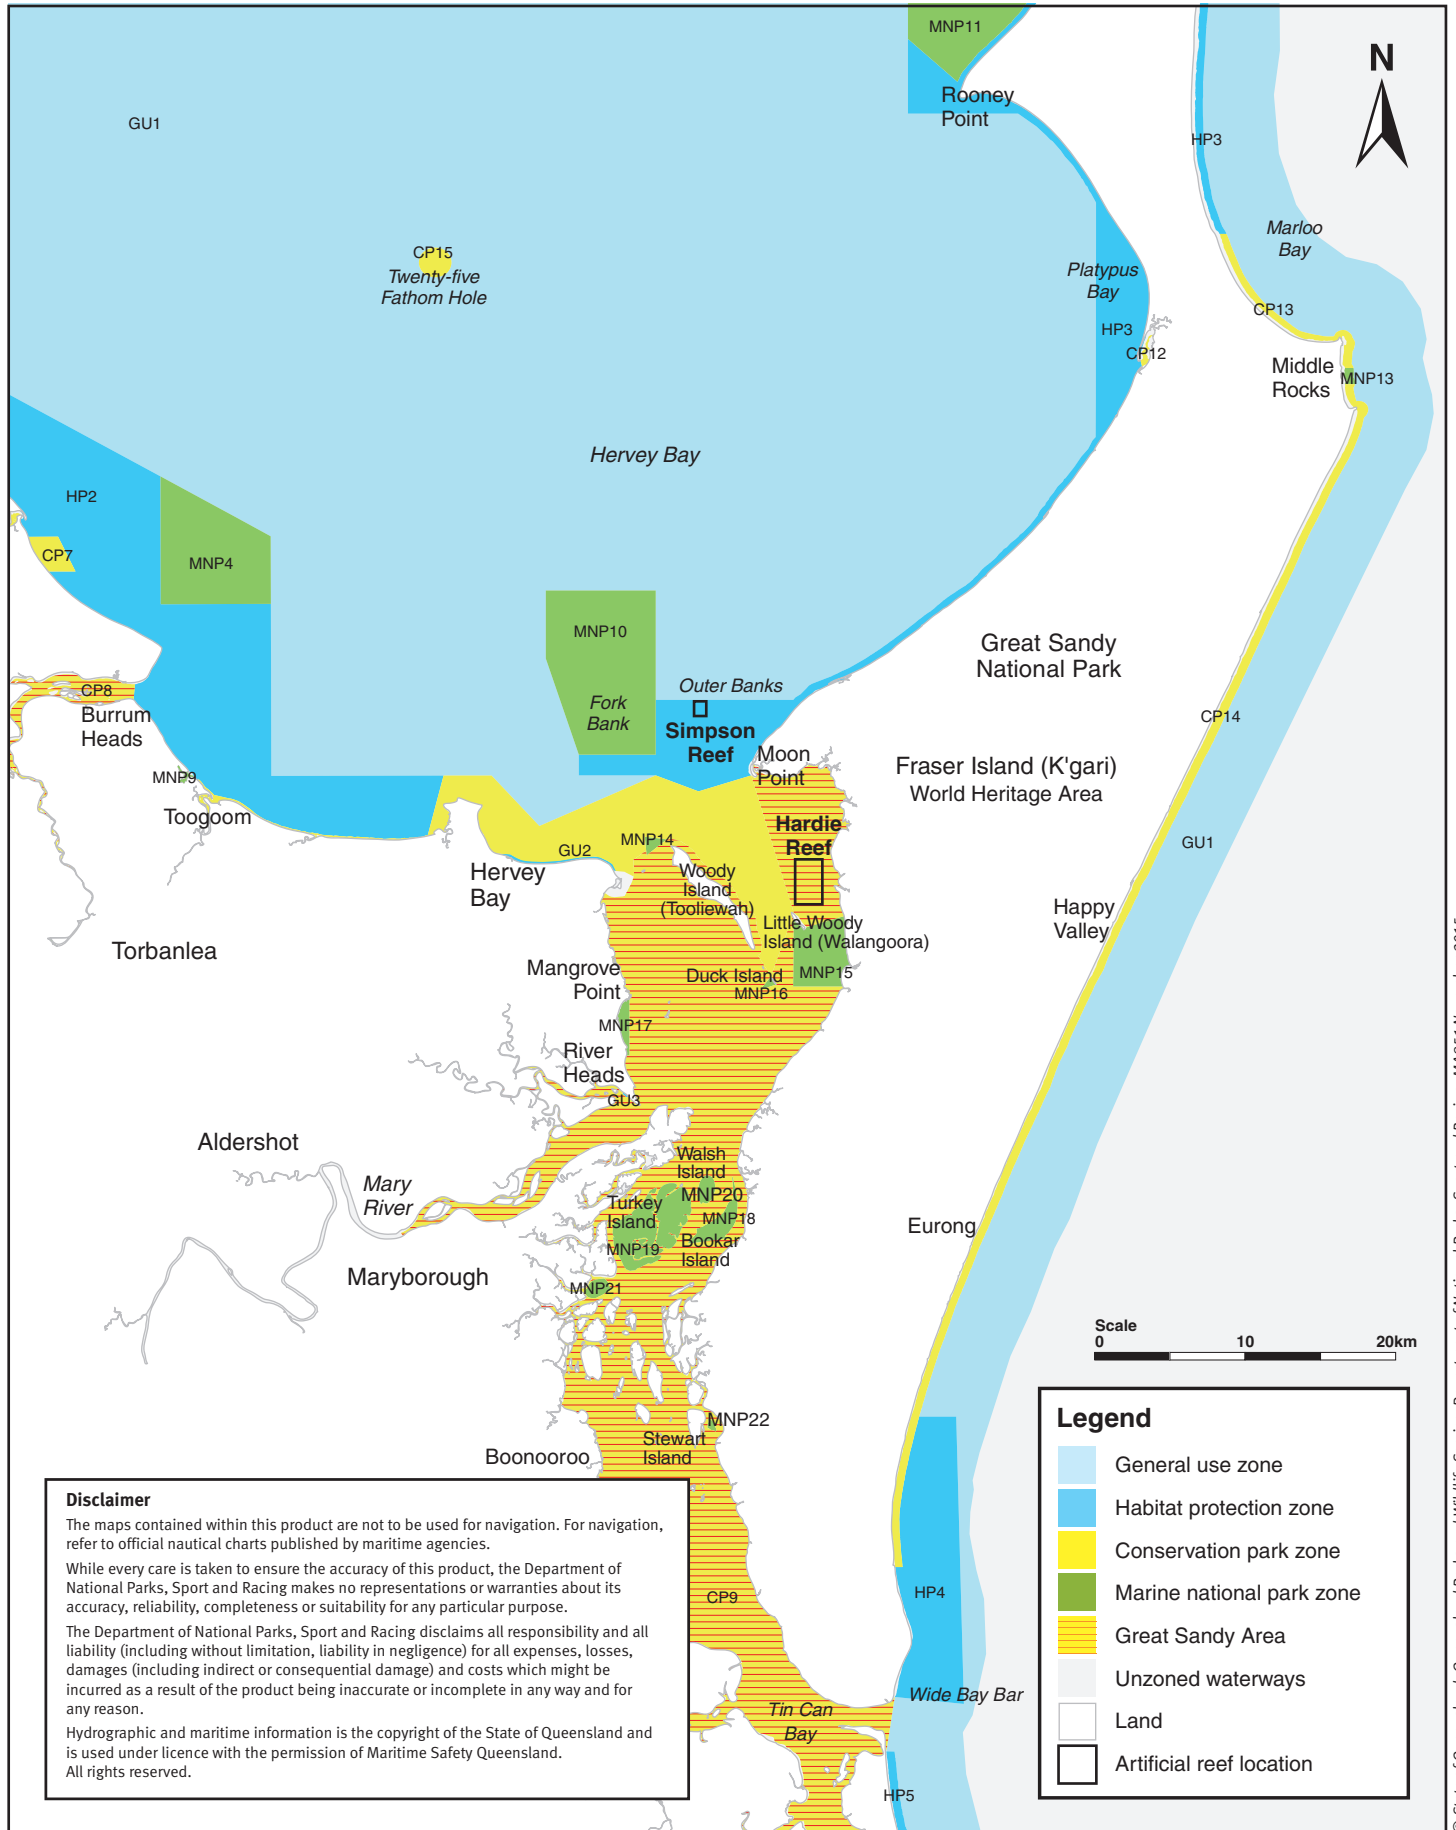 MNP11
N
Rooney
Point
GU1
HP3
Marloo
Bay
CP15
Twenty-five
Fathom Hole
Platypus
Bay
CP13
HP3
CP12
Middle
Rocks
MNP13
Hervey Bay
HP2
CP7
MNP4
MNP10
Great Sandy
National Park
Outer Banks
CP8
Fork
Bank
Burrum
Heads
Simpson
Reef
CP14
Moon
Point
Fraser Island (K'gari)
World Heritage Area
MNP9
Toogoom
Hardie
Reef
MNP14
GU2
GU1
Hervey
Bay
Woody
Island
(Tooliewah)
Happy
Valley
Little Woody
Island (Walangoora)
Torbanlea
Mangrove
Point
Duck Island
MNP15
MNP16
MNP17
River
Heads
GU3
Aldershot
Walsh
Island
Mary
River
MNP20
Turkey
Island
MNP18
Eurong
MNP19
Bookar
Island
Maryborough
MNP21
Scale
0 10 20km
MNP22
Stewart
Island
Boonooroo
Legend
General use zone
Habitat protection zone
Conservation park zone
Marine national park zone
Great Sandy Area
Unzoned waterways
Land
Artificial reef location
Disclaimer
The maps contained within this product are not to be used for navigation. For navigation,
refer to official nautical charts published by maritime agencies.
While every care is taken to ensure the accuracy of this product, the Department of
National Parks, Sport and Racing makes no representations or warranties about its
accuracy, reliability, completeness or suitability for any particular purpose.
The Department of National Parks, Sport and Racing disclaims all responsibility and all
liability (including without limitation, liability in negligence) for all expenses, losses,
damages (including indirect or consequential damage) and costs which might be
incurred as a result of the product being inaccurate or incomplete in any way and for
any reason.
Hydrographic and maritime information is the copyright of the State of Queensland and
is used under licence with the permission of Maritime Safety Queensland.
All rights reserved.
CP9
HP4
Wide Bay Bar
Tin Can
Bay
HP5